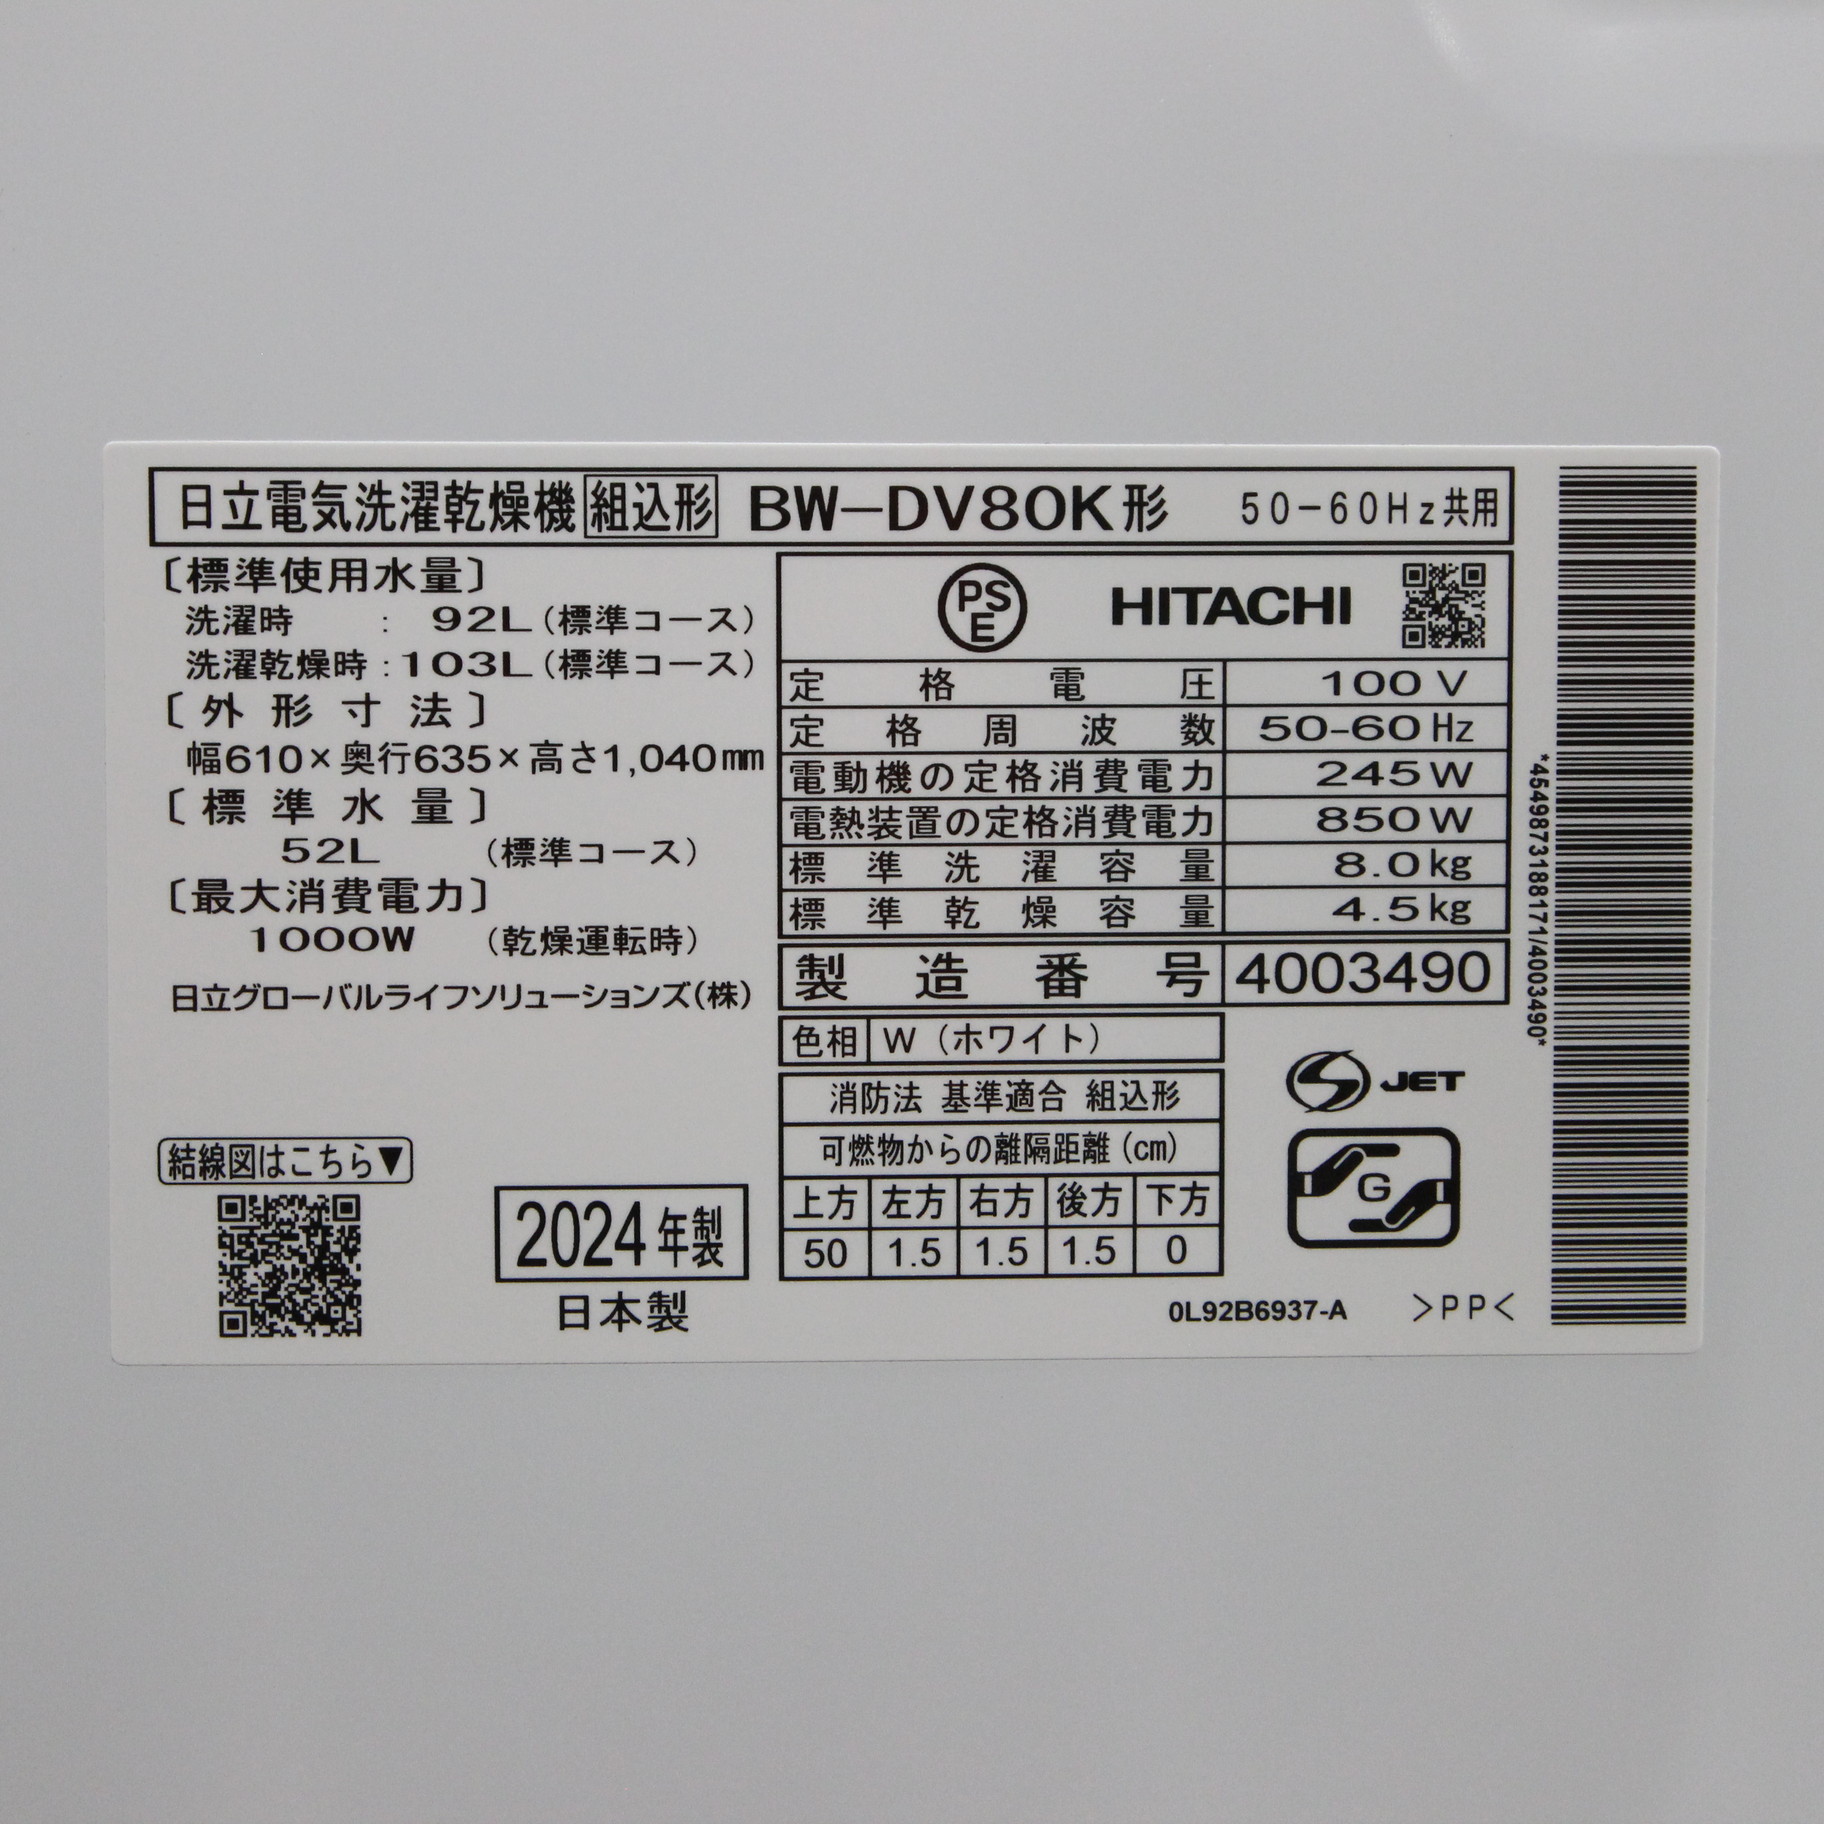 日立電気洗濯乾燥機 組込形 BW-DV80K形 50-60Hz共用
〔標準使用水量〕
洗濯時 : 92L(標準コース)
洗濯乾燥時 : 103L(標準コース)
〔外形寸法〕
幅610×奥行635×高さ1,040mm
〔標準水量〕
52L (標準コース)
〔最大消費電力〕
1000W (乾燥運転時)
日立グローバルライフソリューションズ(株)
結線図はこちら▼
2024年製
日本製
PS
E
HITACHI
定格電圧 100V
定格周波数 50-60Hz
電動機の定格消費電力 245W
電熱装置の定格消費電力 850W
標準洗濯容量 8.0kg
標準乾燥容量 4.5kg
製造番号 4003490
色相 W(ホワイト)
消防法 基準適合 組込形
可燃物からの離隔距離(cm)
上方 左方 右方 後方 下方
50 1.5 1.5 1.5 0
S JET
G
0L92B6937-A >PP<
*4549873188171/4003490*